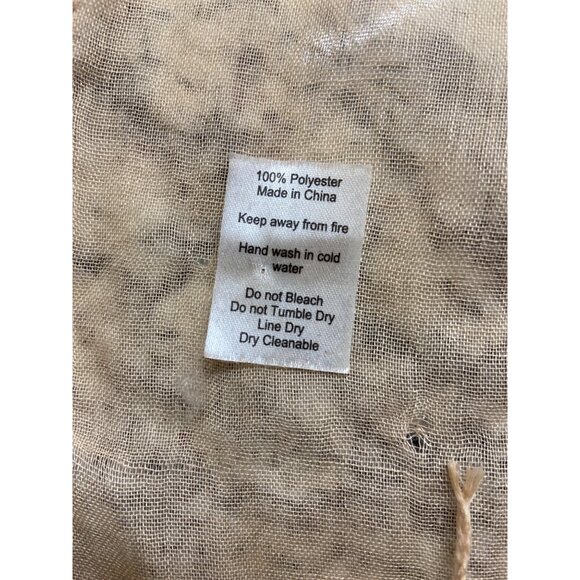 100% Polyester
Made in China
Keep away from fire
Hand wash in cold
water
Do not Bleach
Do not Tumble Dry
Line Dry
Dry Cleanable